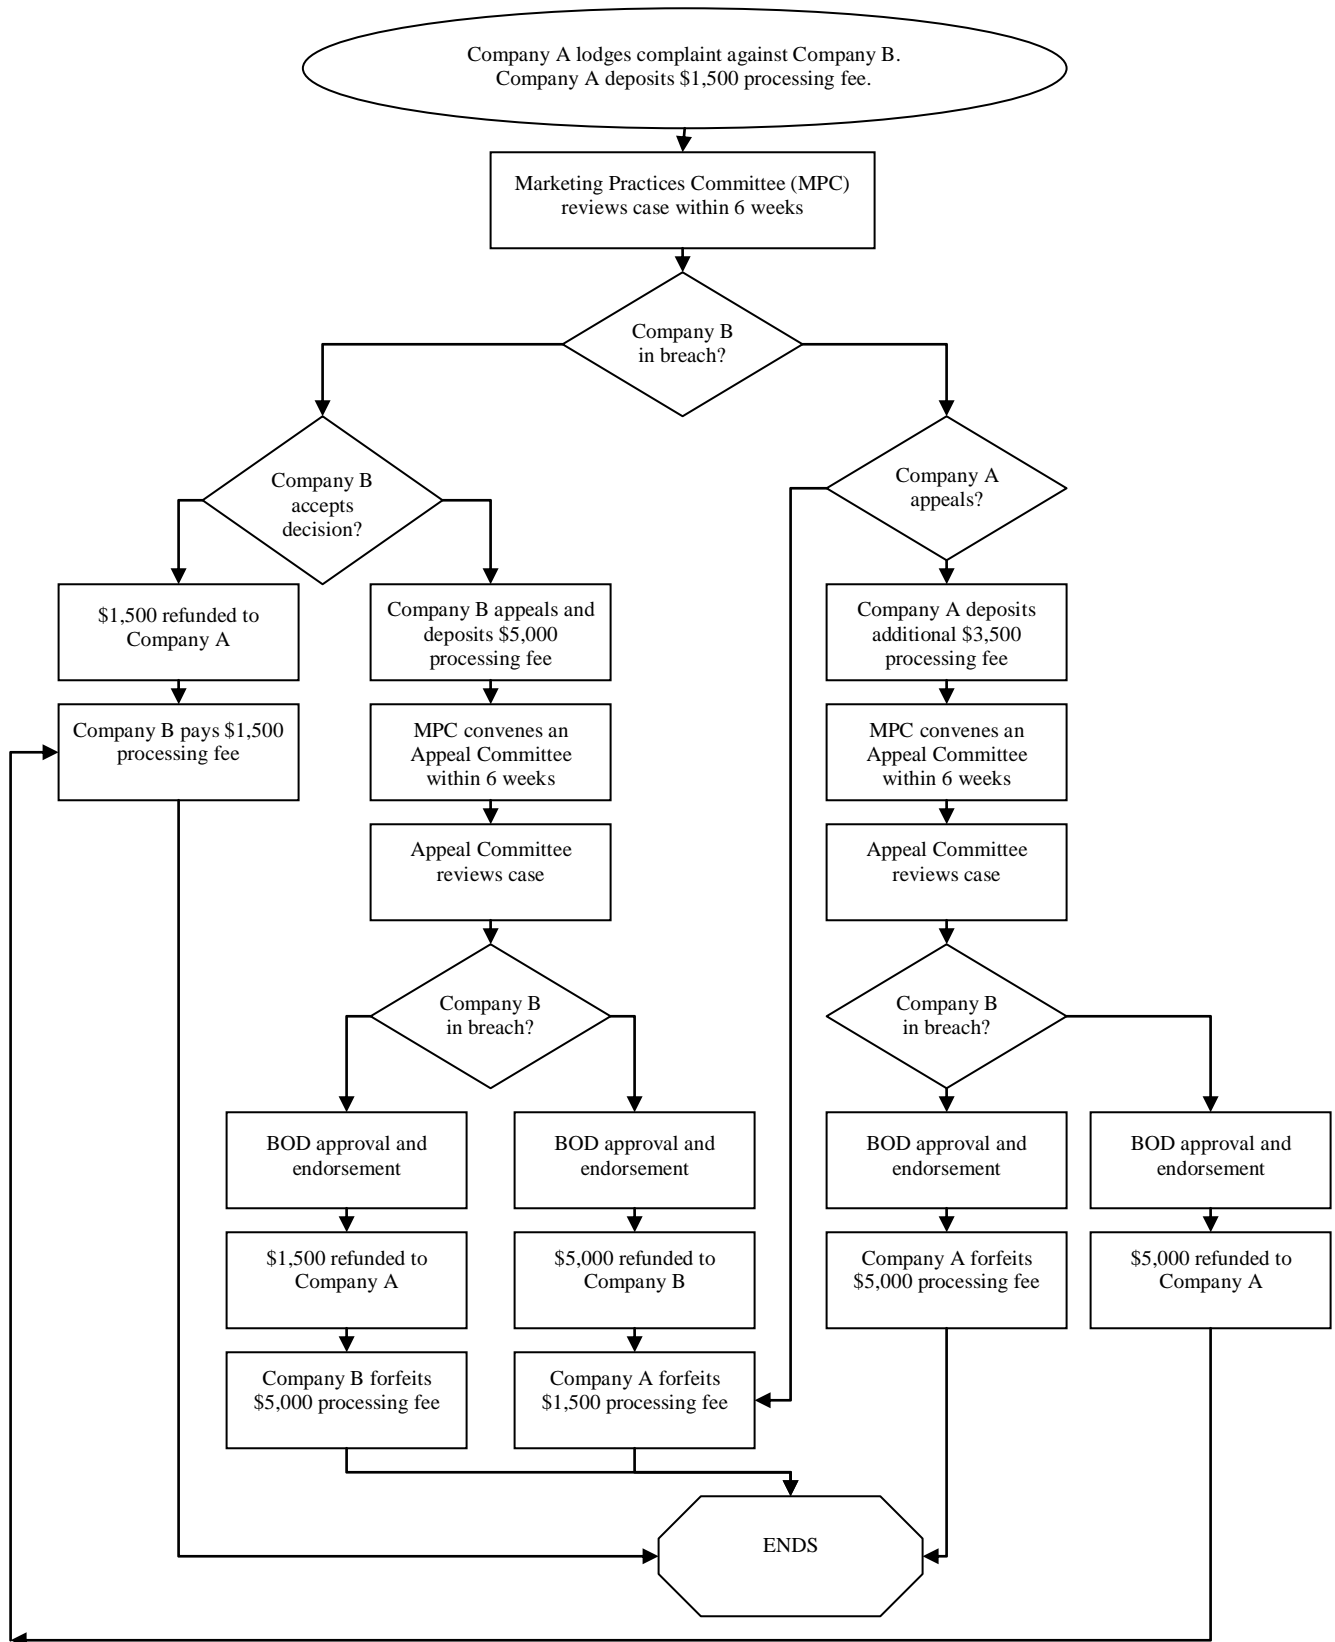 Company A lodges complaint against Company B.
Company A deposits $1,500 processing fee.
Marketing Practices Committee (MPC)
reviews case within 6 weeks
Company B
in breach?
Company B
accepts
decision?
Company A
appeals?
$1,500 refunded to
Company A
Company B appeals and
deposits $5,000
processing fee
Company A deposits
additional $3,500
processing fee
Company B pays $1,500
processing fee
MPC convenes an
Appeal Committee
within 6 weeks
MPC convenes an
Appeal Committee
within 6 weeks
Appeal Committee
reviews case
Appeal Committee
reviews case
Company B
in breach?
Company B
in breach?
BOD approval and
endorsement
BOD approval and
endorsement
BOD approval and
endorsement
BOD approval and
endorsement
$1,500 refunded to
Company A
$5,000 refunded to
Company B
Company A forfeits
$5,000 processing fee
$5,000 refunded to
Company A
Company B forfeits
$5,000 processing fee
Company A forfeits
$1,500 processing fee
ENDS